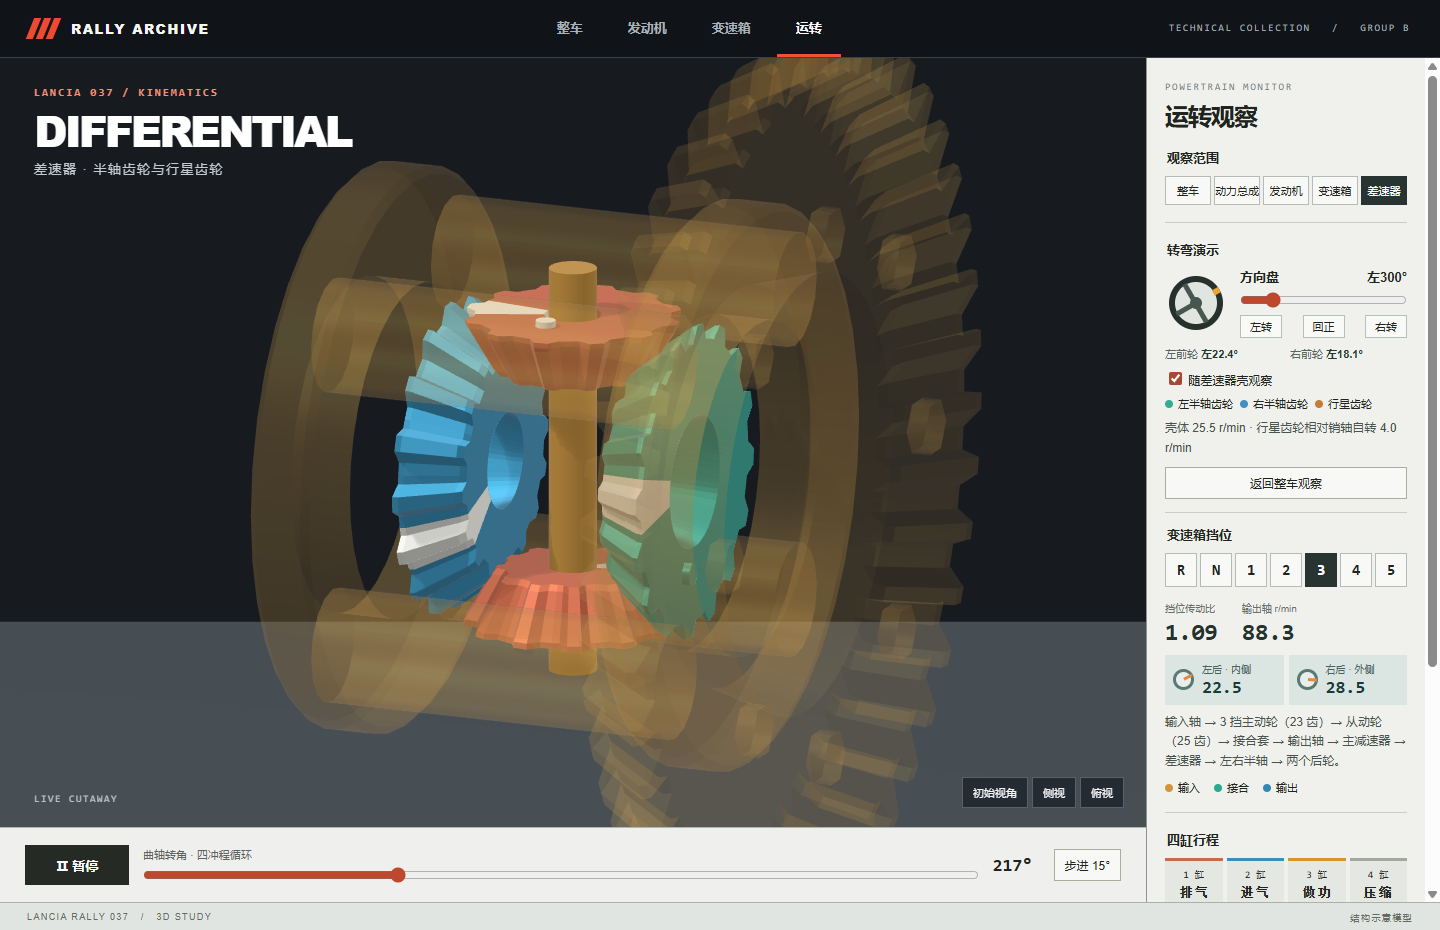 RALLY ARCHIVE
整车
发动机
变速箱
运转
TECHNICAL COLLECTION / GROUP B
LANCIA 037 / KINEMATICS
DIFFERENTIAL
差速器 · 半轴齿轮与行星齿轮
LIVE CUTAWAY
初始视角
侧视
俯视
暂停
曲轴转角 · 四冲程循环
217°
步进 15°
POWERTRAIN MONITOR
运转观察
观察范围
整车
动力总成
发动机
变速箱
差速器
转弯演示
方向盘
左300°
左转
回正
右转
左前轮 左22.4°
右前轮 左18.1°
随差速器壳观察
左半轴齿轮
右半轴齿轮
行星齿轮
壳体 25.5 r/min · 行星齿轮相对销轴自转 4.0
r/min
返回整车观察
变速箱挡位
R N 1 2 3 4 5
挡位传动比
1.09
输出轴 r/min
88.3
左后 · 内侧
22.5
右后 · 外侧
28.5
输入轴 → 3 挡主动轮（23 齿）→ 从动轮
（25 齿）→ 接合套 → 输出轴 → 主减速器 →
差速器 → 左右半轴 → 两个后轮。
输入
接合
输出
四缸行程
1 缸
排气
2 缸
进气
3 缸
做功
4 缸
压缩
LANCIA RALLY 037 / 3D STUDY
结构示意模型